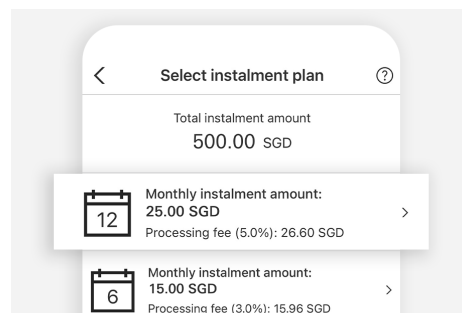 Select instalment plan
Total instalment amount
500.00 SGD
12
Monthly instalment amount:
25.00 SGD
Processing fee (5.0%): 26.60 SGD
6
Monthly instalment amount:
15.00 SGD
Processing fee (3.0%): 15.96 SGD